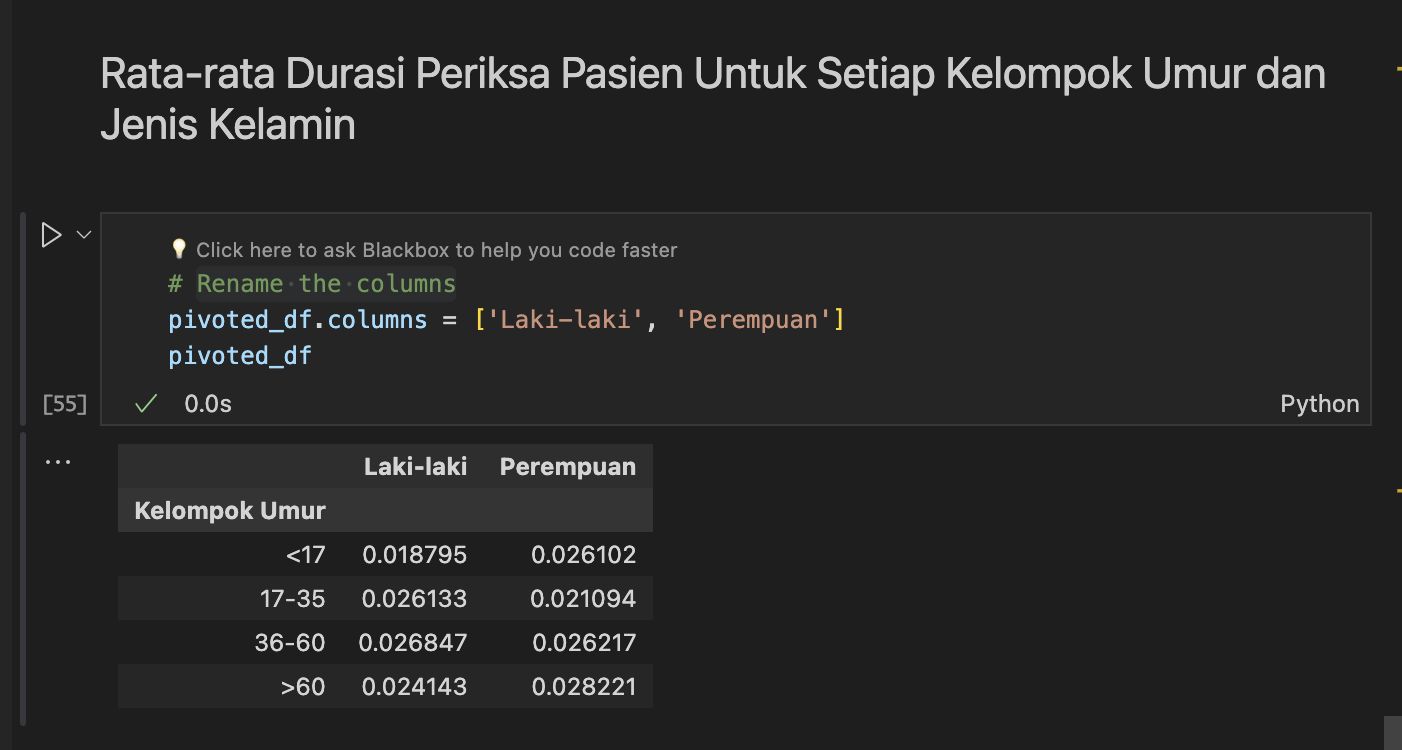 Rata-rata Durasi Periksa Pasien Untuk Setiap Kelompok Umur dan
Jenis Kelamin
Click here to ask Blackbox to help you code faster
# Rename the columns
pivoted_df.columns = ['Laki-laki', 'Perempuan']
pivoted_df
[55] 0.0s Python
Laki-laki Perempuan
Kelompok Umur
<17 0.018795 0.026102
17-35 0.026133 0.021094
36-60 0.026847 0.026217
>60 0.024143 0.028221